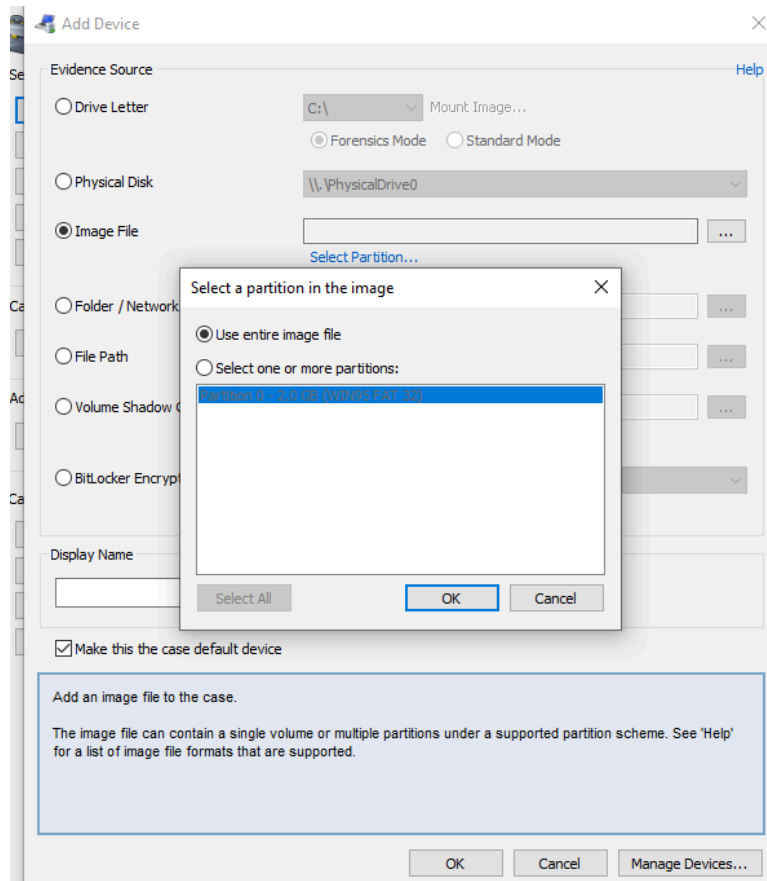 Add Device
Evidence Source
Help
Se
Drive Letter
C:\
Mount Image...
Forensics Mode
Standard Mode
Physical Disk
\\.\PhysicalDrive0
Image File
...
Select Partition...
Select a partition in the image
Ca
Folder / Network
...
Use entire image file
File Path
...
Select one or more partitions:
Partition 0 - 2.0 GB (WIN95 FAT 32)
Ad
Volume Shadow C
...
BitLocker Encrypt
Ca
Display Name
Select All
OK
Cancel
Make this the case default device
Add an image file to the case.
The image file can contain a single volume or multiple partitions under a supported partition scheme. See 'Help'
for a list of image file formats that are supported.
OK
Cancel
Manage Devices...